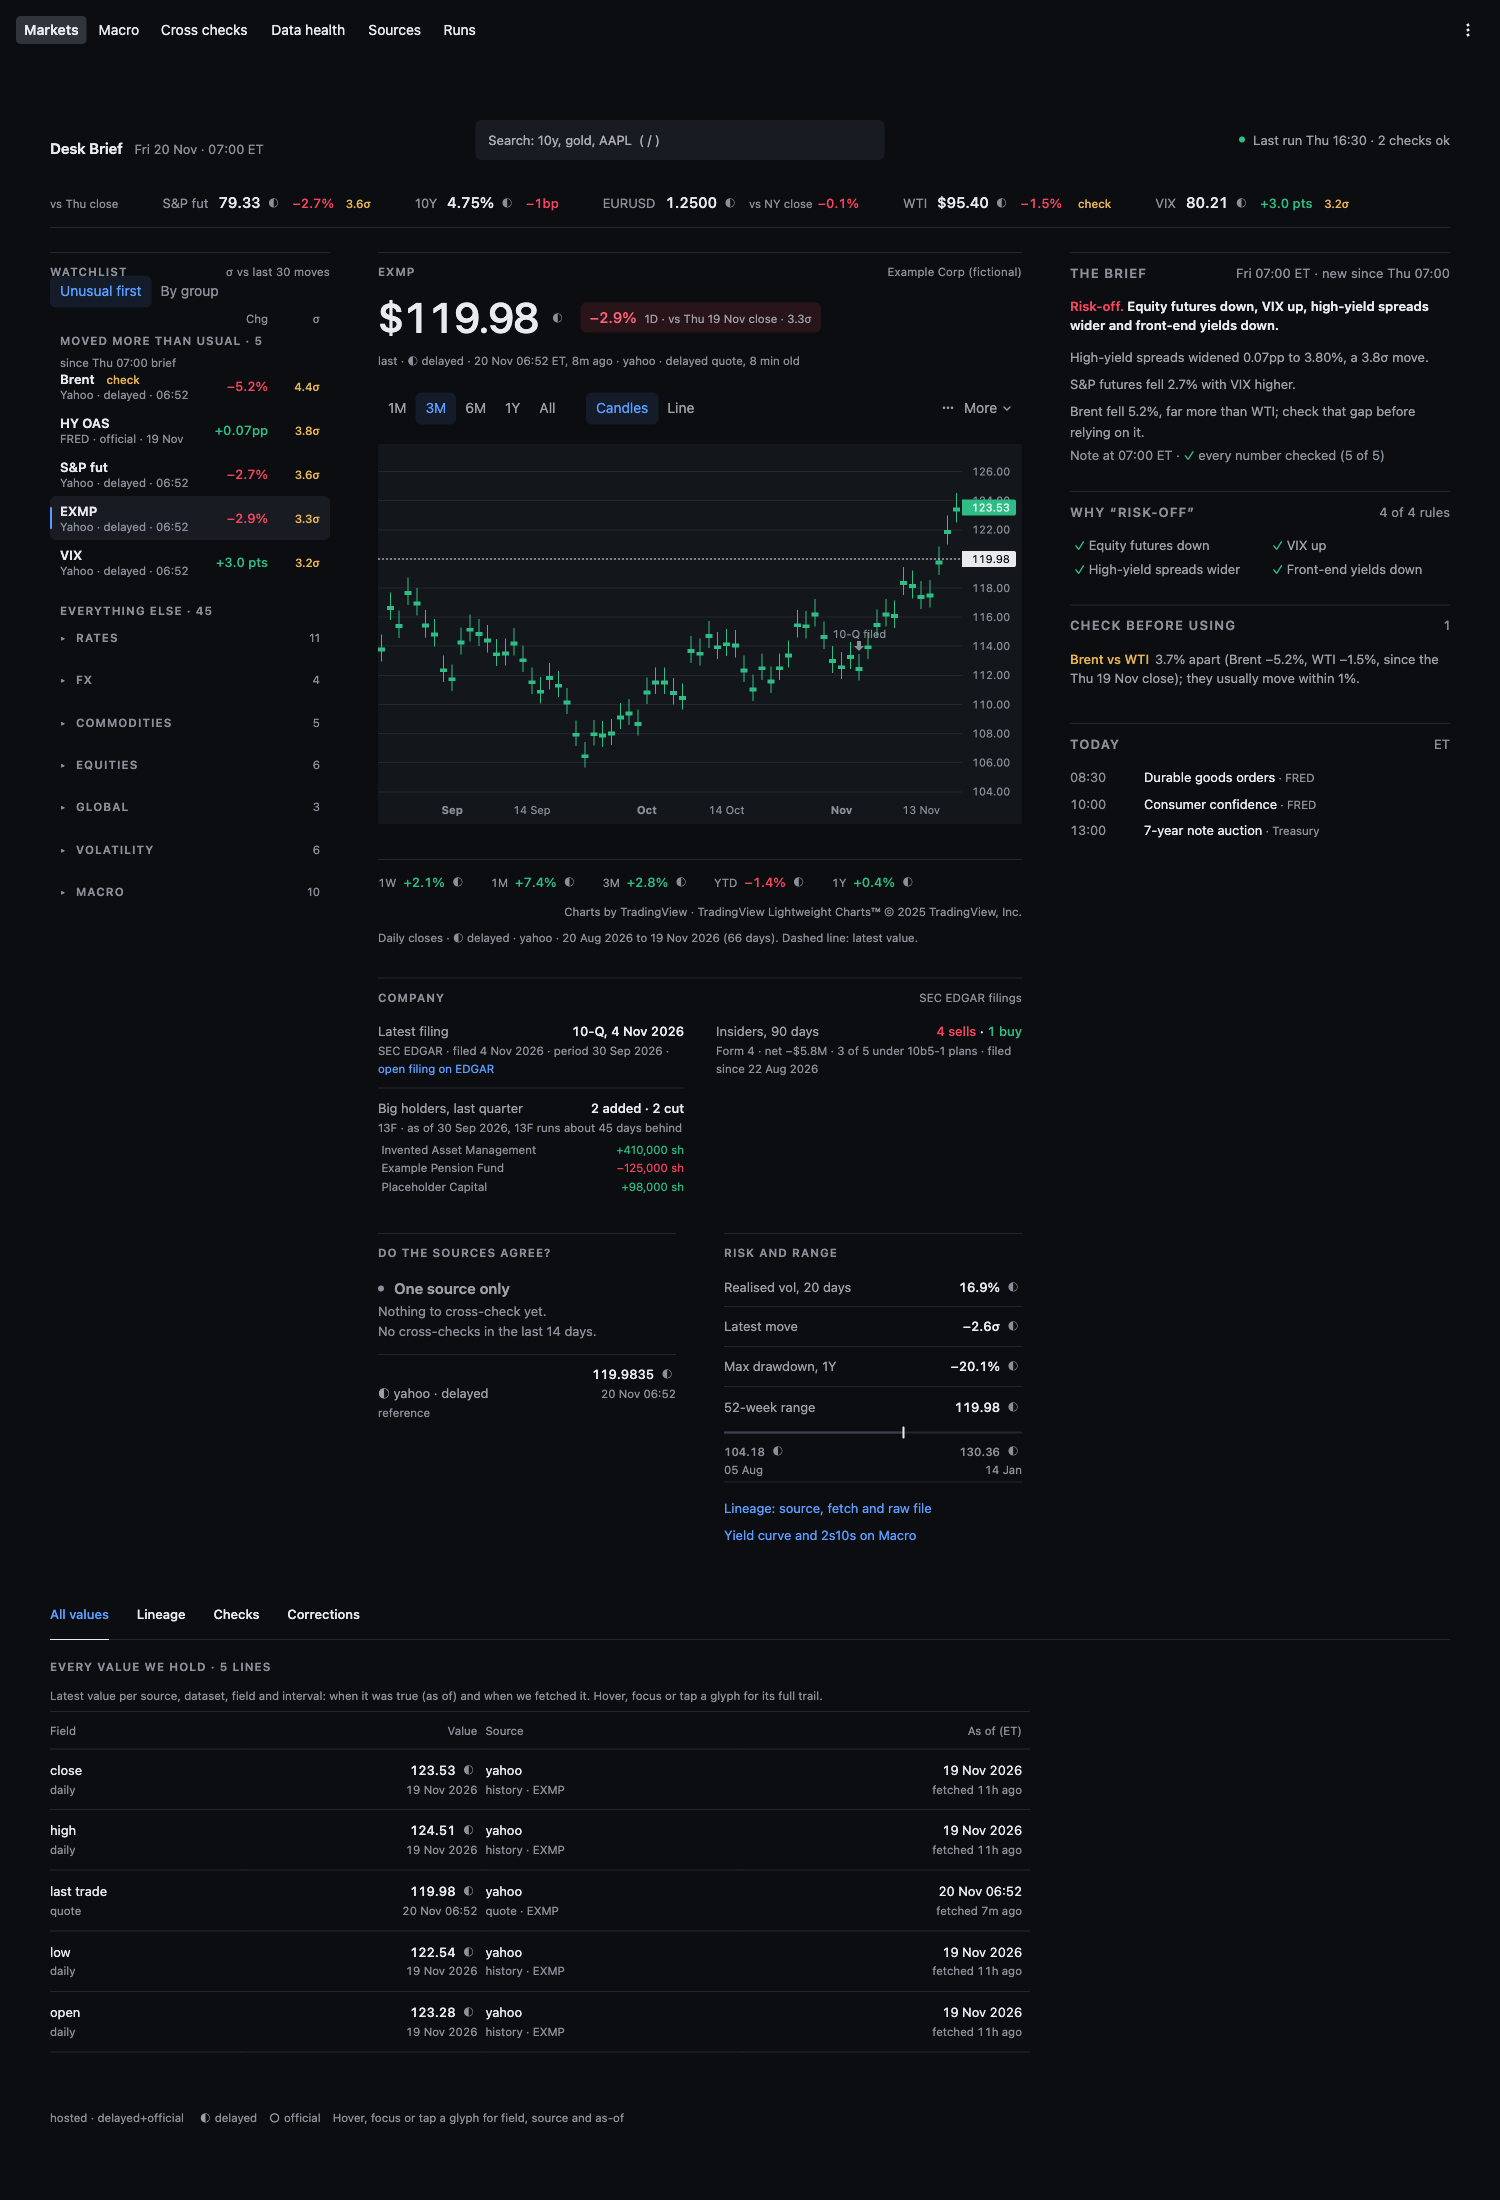 Markets Macro Cross checks Data health Sources Runs
Desk Brief Fri 20 Nov · 07:00 ET
Search: 10y, gold, AAPL ( / )
Last run Thu 16:30 · 2 checks ok
vs Thu close S&P fut 79.33 −2.7% 3.6σ 10Y 4.75% −1bp EURUSD 1.2500 vs NY close −0.1% WTI $95.40 −1.5% check VIX 80.21 +3.0 pts 3.2σ
WATCHLIST σ vs last 30 moves
Unusual first By group
Chg σ
MOVED MORE THAN USUAL · 5
since Thu 07:00 brief
Brent check −5.2% 4.4σ
Yahoo · delayed · 06:52
HY OAS +0.07pp 3.8σ
FRED · official · 19 Nov
S&P fut −2.7% 3.6σ
Yahoo · delayed · 06:52
EXMP −2.9% 3.3σ
Yahoo · delayed · 06:52
VIX +3.0 pts 3.2σ
Yahoo · delayed · 06:52
EVERYTHING ELSE · 45
RATES 11
FX 4
COMMODITIES 5
EQUITIES 6
GLOBAL 3
VOLATILITY 6
MACRO 10
EXMP Example Corp (fictional)
$119.98 −2.9% 1D · vs Thu 19 Nov close · 3.3σ
last · delayed · 20 Nov 06:52 ET, 8m ago · yahoo · delayed quote, 8 min old
1M 3M 6M 1Y All Candles Line ··· More
126.00
124.00
123.53
122.00
119.98
118.00
116.00
10-Q filed
114.00
112.00
110.00
108.00
106.00
104.00
Sep 14 Sep Oct 14 Oct Nov 13 Nov
1W +2.1% 1M +7.4% 3M +2.8% YTD −1.4% 1Y +0.4%
Charts by TradingView · TradingView Lightweight Charts™ © 2025 TradingView, Inc.
Daily closes · delayed · yahoo · 20 Aug 2026 to 19 Nov 2026 (66 days). Dashed line: latest value.
COMPANY SEC EDGAR filings
Latest filing 10-Q, 4 Nov 2026
SEC EDGAR · filed 4 Nov 2026 · period 30 Sep 2026 ·
open filing on EDGAR
Insiders, 90 days 4 sells · 1 buy
Form 4 · net −$5.8M · 3 of 5 under 10b5-1 plans · filed
since 22 Aug 2026
Big holders, last quarter 2 added · 2 cut
13F · as of 30 Sep 2026, 13F runs about 45 days behind
Invented Asset Management +410,000 sh
Example Pension Fund −125,000 sh
Placeholder Capital +98,000 sh
DO THE SOURCES AGREE?
One source only
Nothing to cross-check yet.
No cross-checks in the last 14 days.
119.9835
yahoo · delayed 20 Nov 06:52
reference
RISK AND RANGE
Realised vol, 20 days 16.9%
Latest move −2.6σ
Max drawdown, 1Y −20.1%
52-week range 119.98
104.18 130.36
05 Aug 14 Jan
Lineage: source, fetch and raw file
Yield curve and 2s10s on Macro
THE BRIEF Fri 07:00 ET · new since Thu 07:00
Risk-off. Equity futures down, VIX up, high-yield spreads
wider and front-end yields down.
High-yield spreads widened 0.07pp to 3.80%, a 3.8σ move.
S&P futures fell 2.7% with VIX higher.
Brent fell 5.2%, far more than WTI; check that gap before
relying on it.
Note at 07:00 ET · ✓ every number checked (5 of 5)
WHY “RISK-OFF” 4 of 4 rules
✓ Equity futures down ✓ VIX up
✓ High-yield spreads wider ✓ Front-end yields down
CHECK BEFORE USING 1
Brent vs WTI 3.7% apart (Brent −5.2%, WTI −1.5%, since the
Thu 19 Nov close); they usually move within 1%.
TODAY ET
08:30 Durable goods orders · FRED
10:00 Consumer confidence · FRED
13:00 7-year note auction · Treasury
All values Lineage Checks Corrections
EVERY VALUE WE HOLD · 5 LINES
Latest value per source, dataset, field and interval: when it was true (as of) and when we fetched it. Hover, focus or tap a glyph for its full trail.
Field Value Source As of (ET)
close 123.53 yahoo 19 Nov 2026
daily 19 Nov 2026 history · EXMP fetched 11h ago
high 124.51 yahoo 19 Nov 2026
daily 19 Nov 2026 history · EXMP fetched 11h ago
last trade 119.98 yahoo 20 Nov 06:52
quote 20 Nov 06:52 quote · EXMP fetched 7m ago
low 122.54 yahoo 19 Nov 2026
daily 19 Nov 2026 history · EXMP fetched 11h ago
open 123.28 yahoo 19 Nov 2026
daily 19 Nov 2026 history · EXMP fetched 11h ago
hosted · delayed+official delayed official Hover, focus or tap a glyph for field, source and as-of